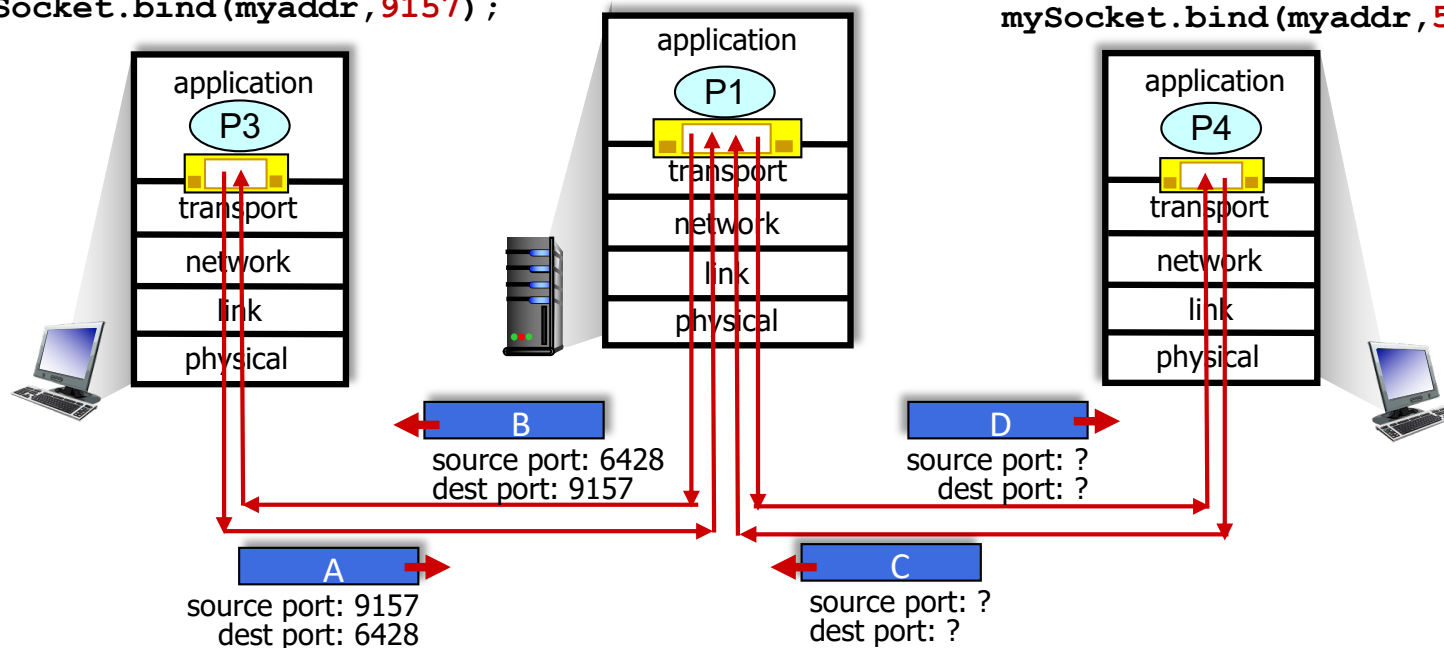 Socket.bind(myaddr,9157);
mySocket.bind(myaddr,5
application
P3
transport
network
link
physical
application
P1
transport
network
link
physical
application
P4
transport
network
link
physical
B
source port: 6428
dest port: 9157
D
source port: ?
dest port: ?
A
source port: 9157
dest port: 6428
C
source port: ?
dest port: ?